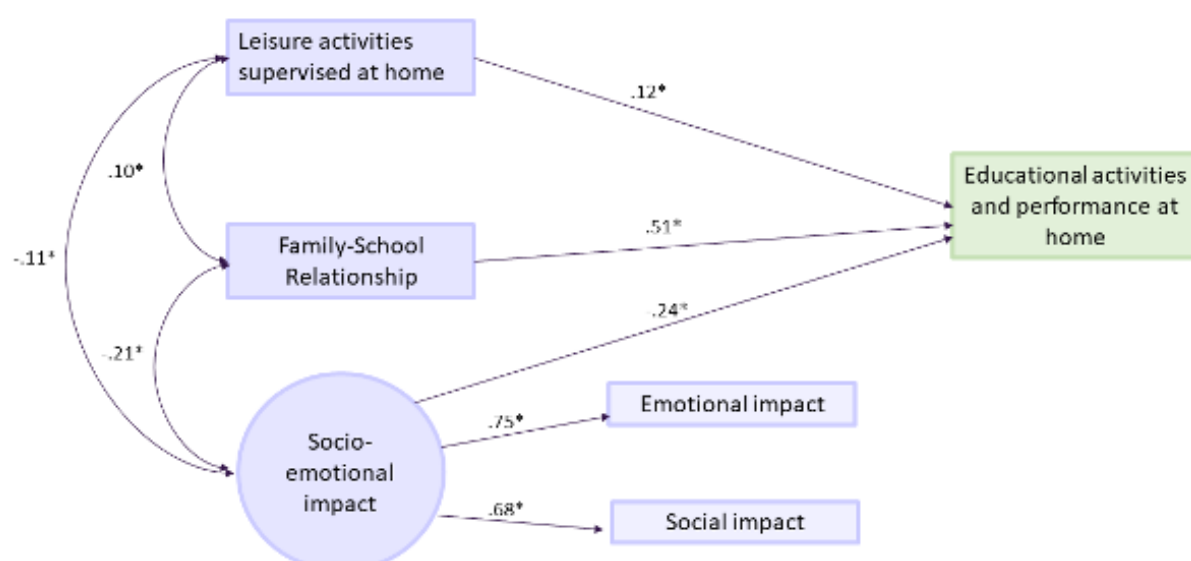 Leisure activities
supervised at home
.12*
.10*
Educational activities
and performance at
home
Family-School
Relationship
.51*
-.11*
-.24*
-.21*
Socio-
emotional
impact
.75*
Emotional impact
.68*
Social impact